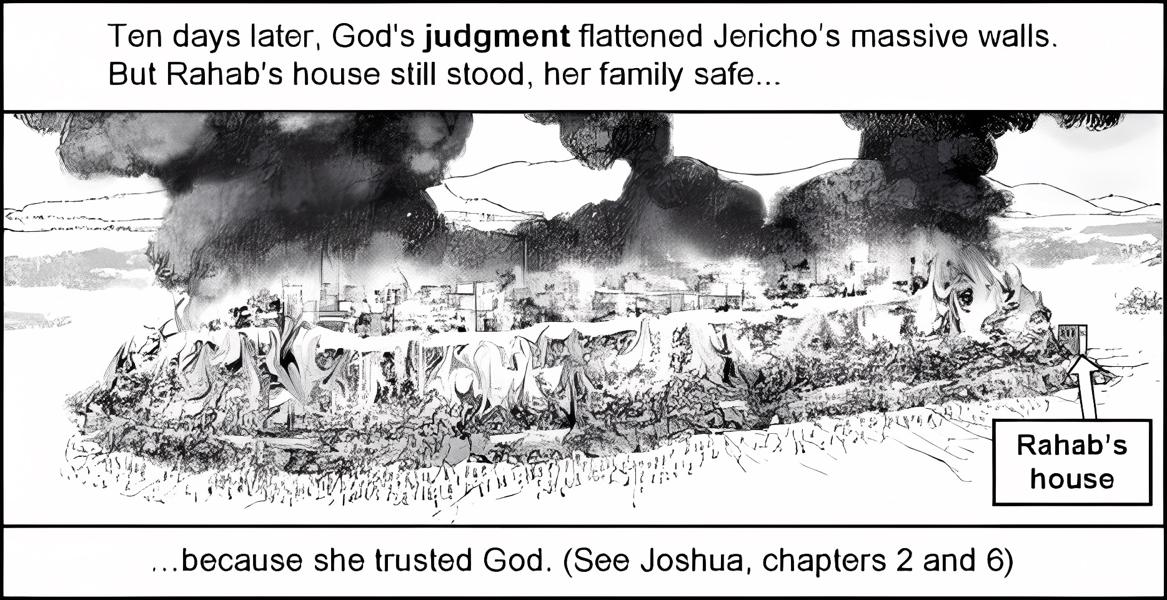 Ten days later, God's judgment flattened Jericho's massive walls.
But Rahab's house still stood, her family safe...
Rahab's
house
...because she trusted God. (See Joshua, chapters 2 and 6)